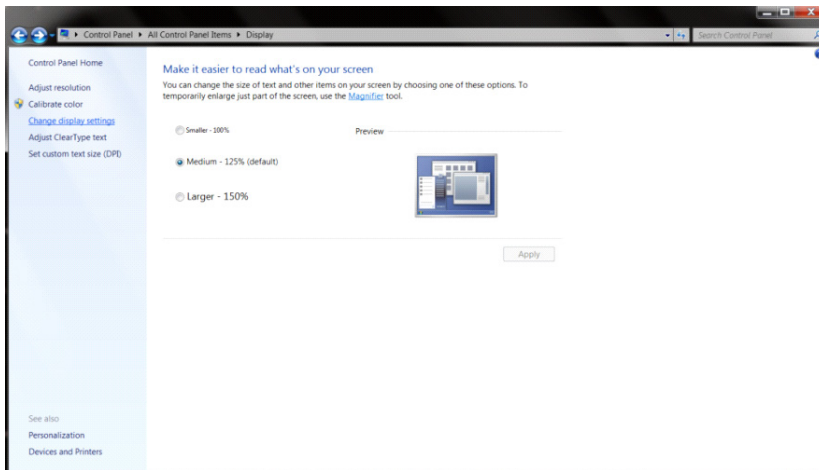 Control Panel ▸ All Control Panel Items ▸ Display
Search Control Panel
Control Panel Home
Adjust resolution
Calibrate color
Change display settings
Adjust ClearType text
Set custom text size (DPI)
See also
Personalization
Devices and Printers
Make it easier to read what's on your screen
You can change the size of text and other items on your screen by choosing one of these options. To
temporarily enlarge just part of the screen, use the Magnifier tool.
Smaller - 100%
Preview
Medium - 125% (default)
Larger - 150%
Apply